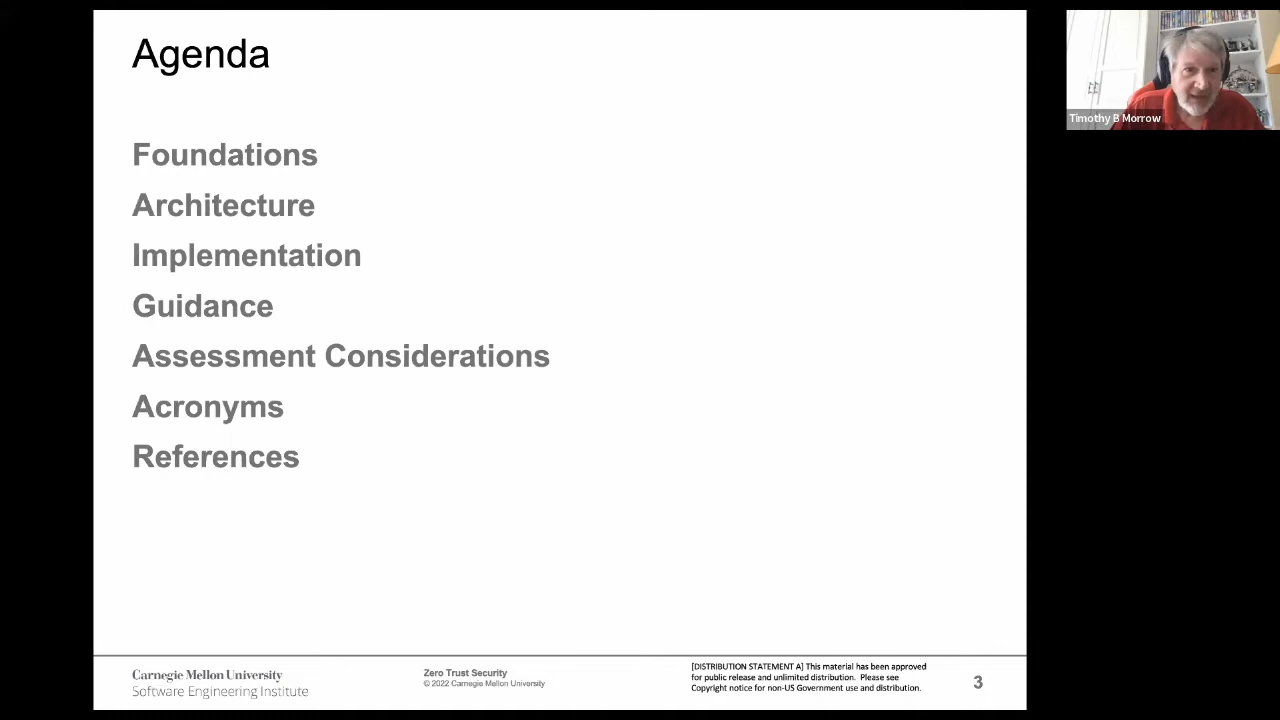 Agenda
Foundations
Architecture
Implementation
Guidance
Assessment Considerations
Acronyms
References
Carnegie Mellon University
Software Engineering Institute
Zero Trust Security
© 2022 Carnegie Mellon University
[DISTRIBUTION STATEMENT A] This material has been approved
for public release and unlimited distribution. Please see
Copyright notice for non-US Government use and distribution.
3
Timothy B Morrow